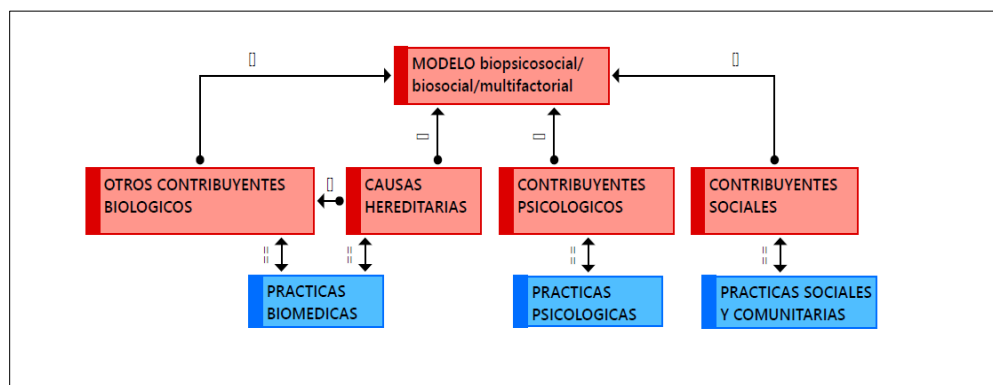 MODELO biopsicosocial/
biosocial/multifactorial
OTROS CONTRIBUYENTES
BIOLOGICOS
CAUSAS
HEREDITARIAS
CONTRIBUYENTES
PSICOLOGICOS
CONTRIBUYENTES
SOCIALES
PRACTICAS
BIOMEDICAS
PRACTICAS
PSICOLOGICAS
PRACTICAS SOCIALES
Y COMUNITARIAS